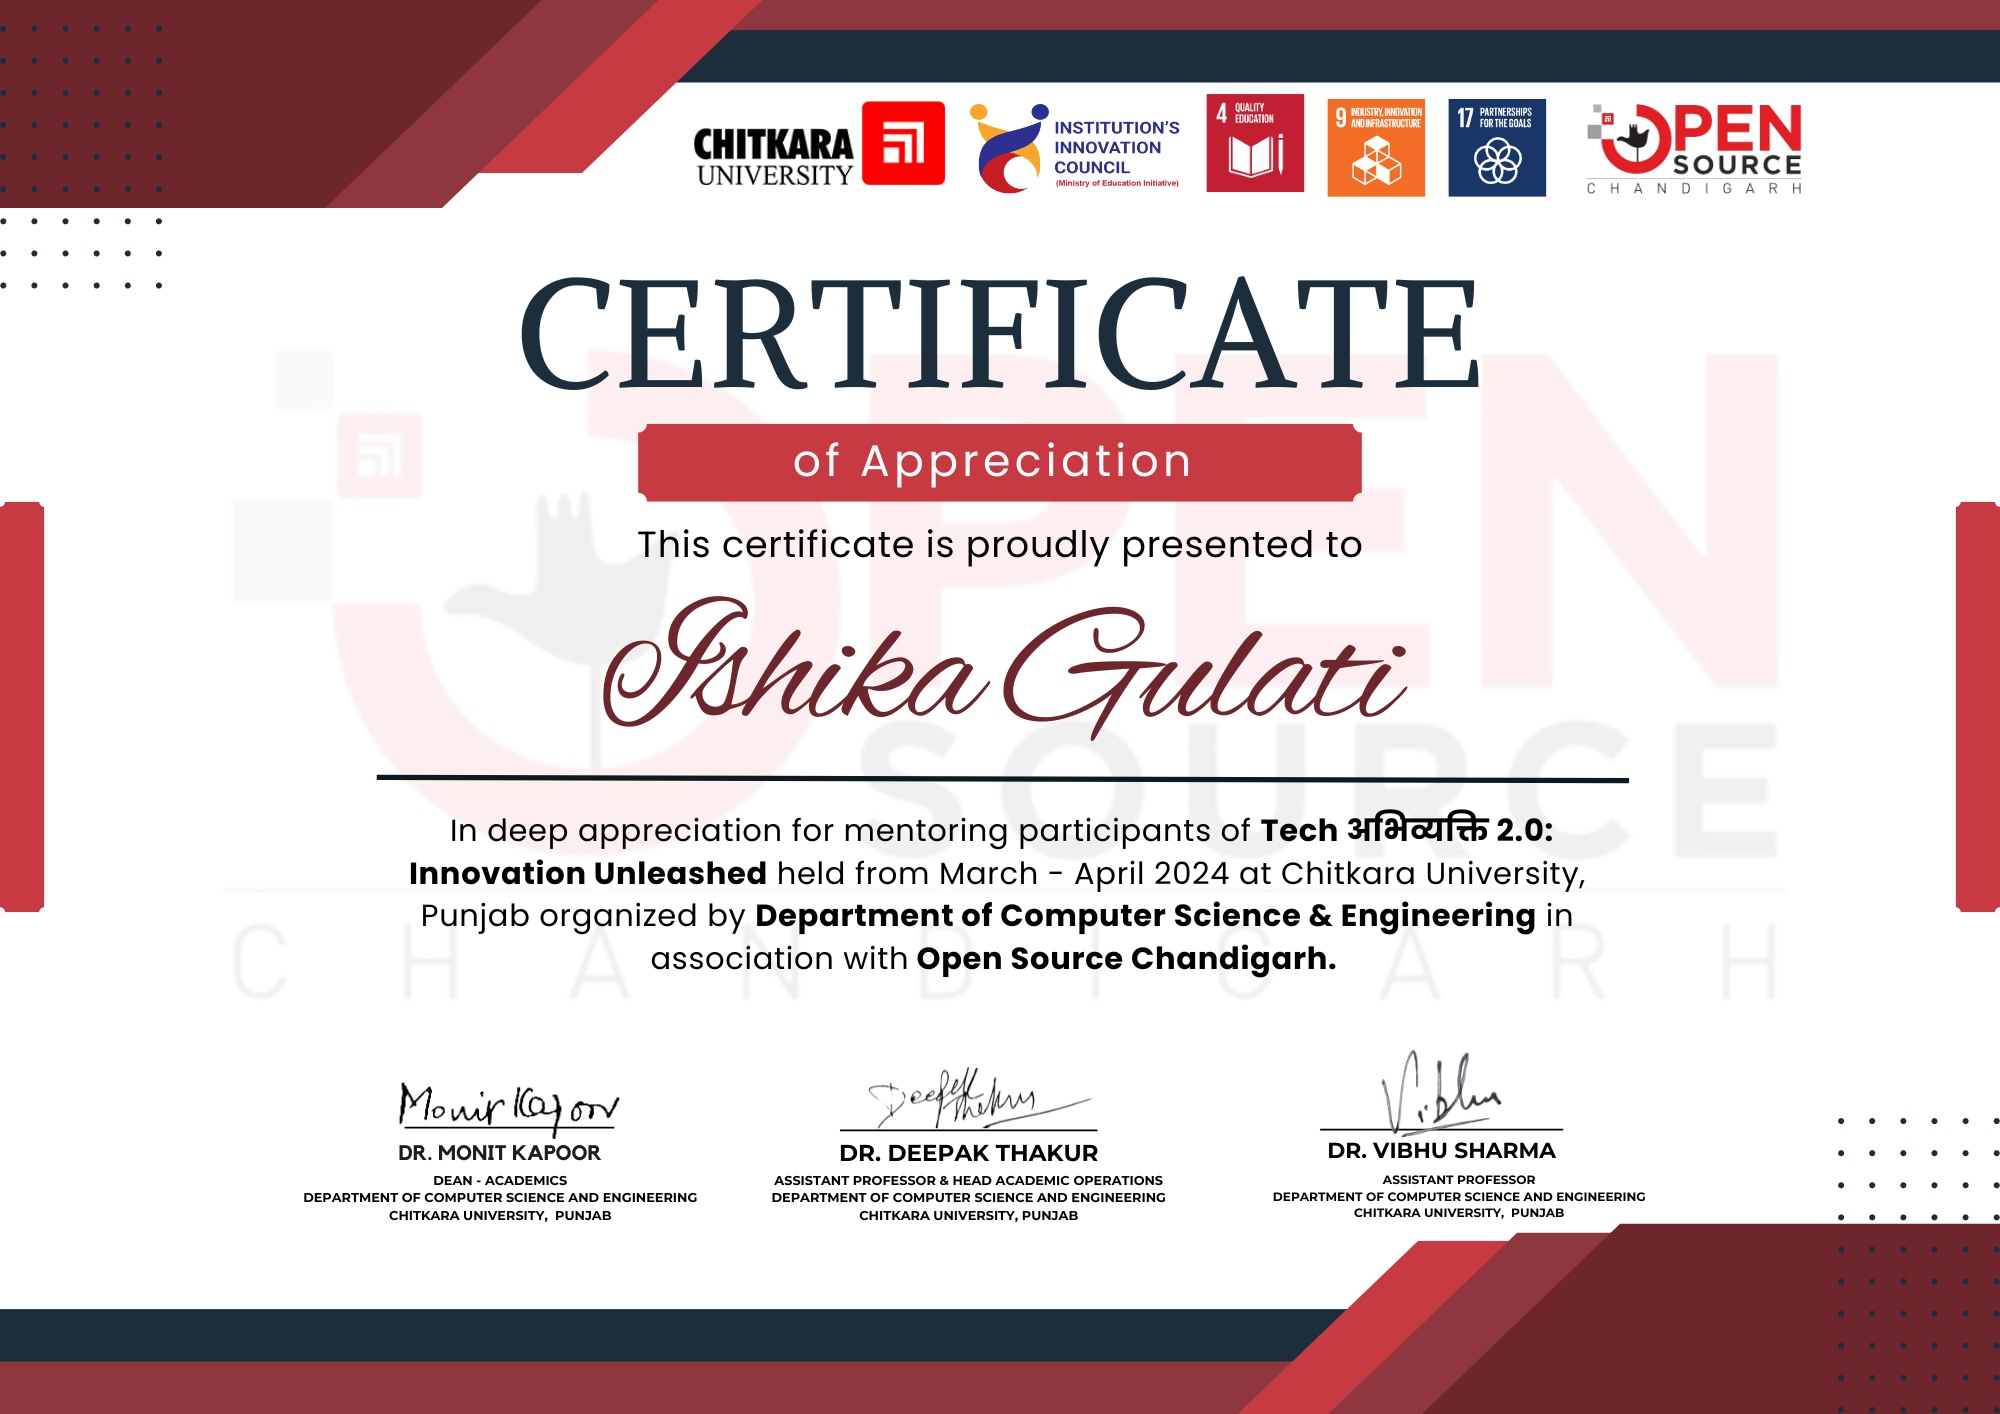 CHITKARA
UNIVERSITY
INSTITUTION'S
INNOVATION
COUNCIL
(Ministry of Education Initiative)
4 QUALITY
EDUCATION
9 INDUSTRY, INNOVATION
AND INFRASTRUCTURE
17 PARTNERSHIPS
FOR THE GOALS
OPEN
SOURCE
CHANDIGARH
CERTIFICATE
of Appreciation
This certificate is proudly presented to
Ishika Gulati
In deep appreciation for mentoring participants of Tech अभिव्यक्ति 2.0:
Innovation Unleashed held from March - April 2024 at Chitkara University,
Punjab organized by Department of Computer Science & Engineering in
association with Open Source Chandigarh.
OPEN
SOURCE
CHANDIGARH
Monit Kapoor
DR. MONIT KAPOOR
DEAN - ACADEMICS
DEPARTMENT OF COMPUTER SCIENCE AND ENGINEERING
CHITKARA UNIVERSITY, PUNJAB
Deepak Thakur
DR. DEEPAK THAKUR
ASSISTANT PROFESSOR & HEAD ACADEMIC OPERATIONS
DEPARTMENT OF COMPUTER SCIENCE AND ENGINEERING
CHITKARA UNIVERSITY, PUNJAB
Vibhu
DR. VIBHU SHARMA
ASSISTANT PROFESSOR
DEPARTMENT OF COMPUTER SCIENCE AND ENGINEERING
CHITKARA UNIVERSITY, PUNJAB